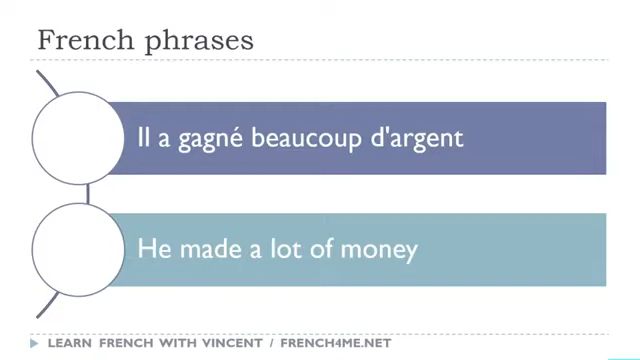 French phrases
Il a gagné beaucoup d'argent
He made a lot of money
LEARN FRENCH WITH VINCENT / FRENCH4ME.NET